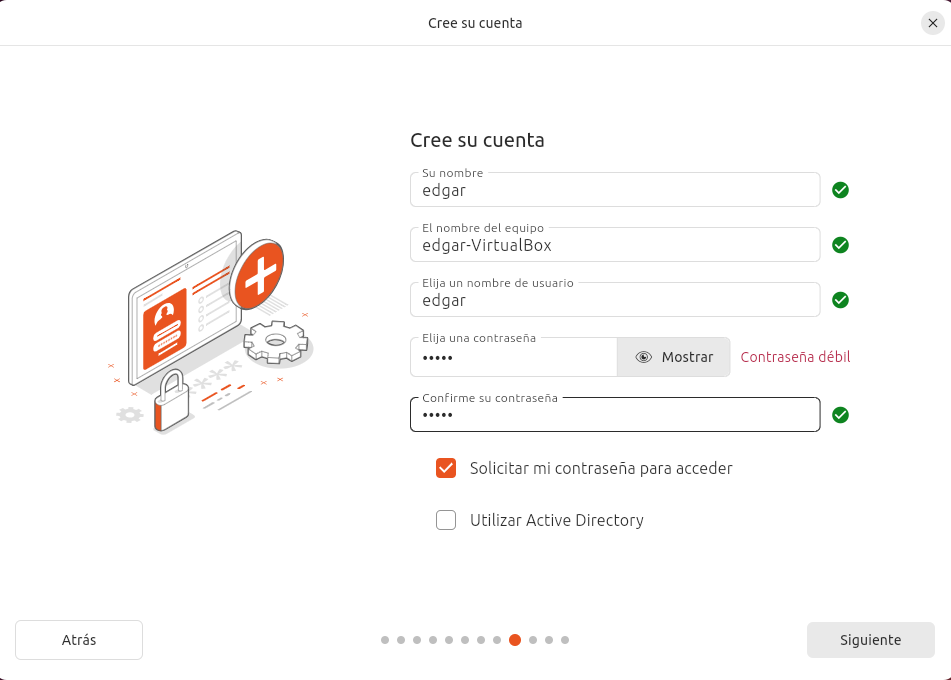 Cree su cuenta
Cree su cuenta
Su nombre
edgar
El nombre del equipo
edgar-VirtualBox
Elija un nombre de usuario
edgar
Elija una contraseña
•••••
Mostrar
Contraseña débil
Confirme su contraseña
•••••
Solicitar mi contraseña para acceder
Utilizar Active Directory
Atrás
Siguiente